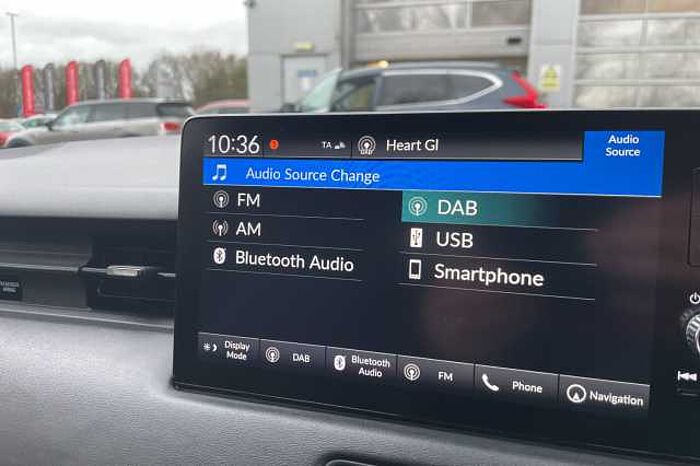 10:36 TA Heart Gl Audio Source
Audio Source Change
FM DAB
AM USB
Bluetooth Audio Smartphone
Display Mode DAB Bluetooth Audio FM Phone Navigation